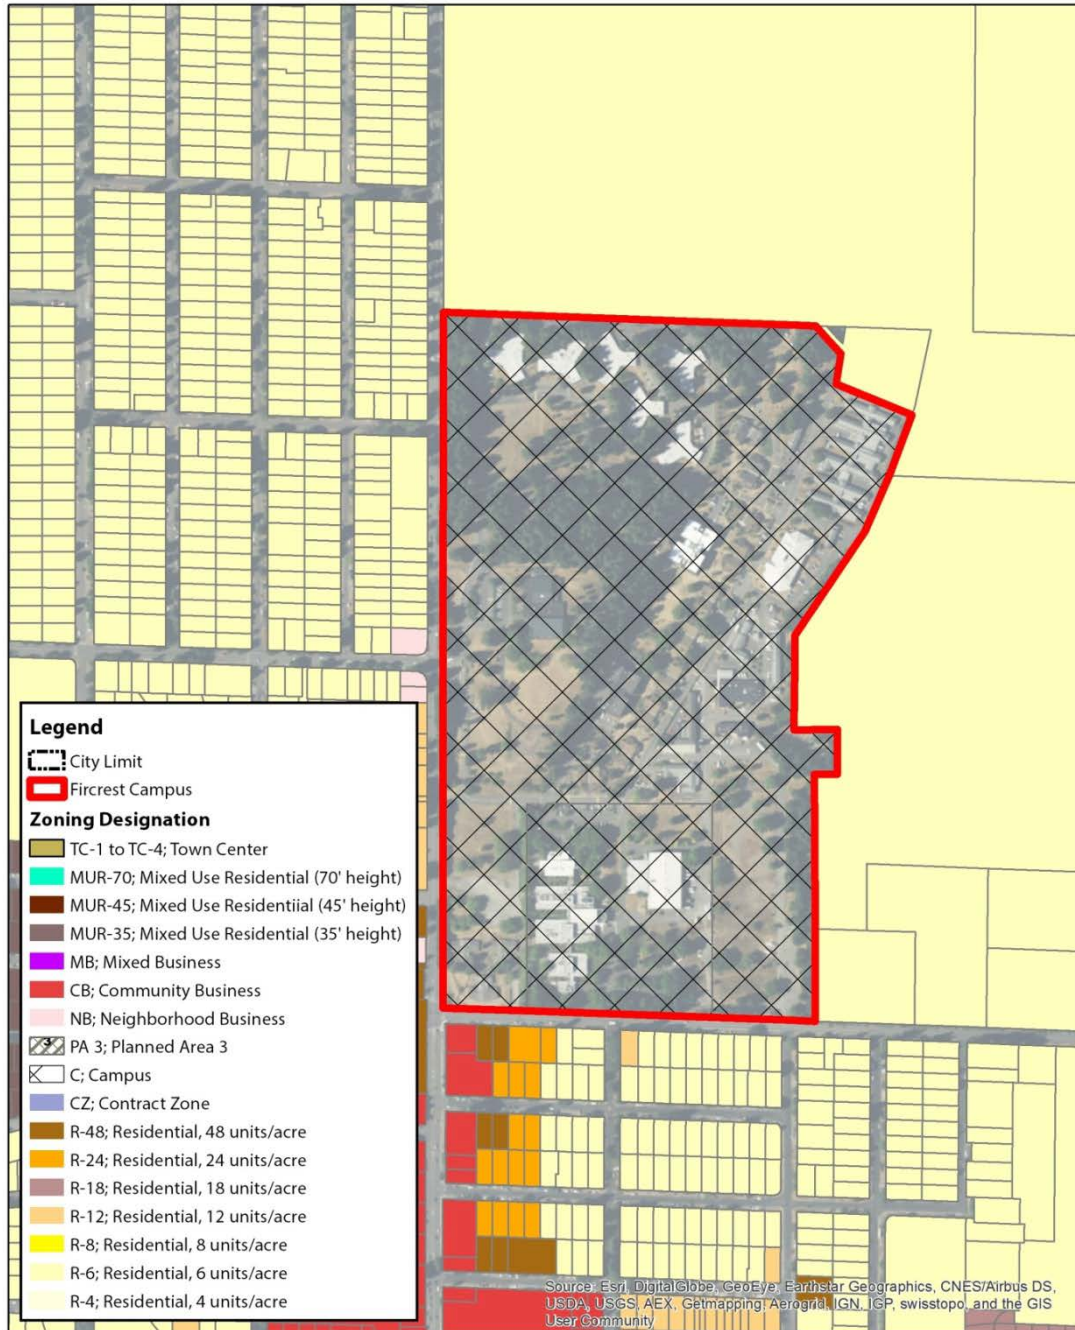 Legend
City Limit
Fircrest Campus
Zoning Designation
TC-1 to TC-4; Town Center
MUR-70; Mixed Use Residential (70' height)
MUR-45; Mixed Use Residentiial (45' height)
MUR-35; Mixed Use Residential (35' height)
MB; Mixed Business
CB; Community Business
NB; Neighborhood Business
3 PA 3; Planned Area 3
C; Campus
CZ; Contract Zone
R-48; Residential, 48 units/acre
R-24; Residential, 24 units/acre
R-18; Residential, 18 units/acre
R-12; Residential, 12 units/acre
R-8; Residential, 8 units/acre
R-6; Residential, 6 units/acre
R-4; Residential, 4 units/acre
Source: Esri, DigitalGlobe, GeoEye, Earthstar Geographics, CNES/Airbus DS,
USDA, USGS, AEX, Getmapping, Aerogrid, IGN, IGP, swisstopo, and the GIS
User Community